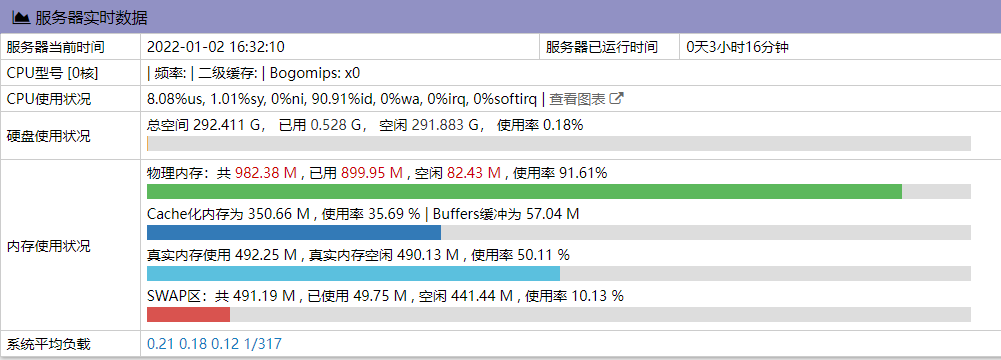 服务器实时数据
服务器当前时间 2022-01-02 16:32:10 服务器已运行时间 0天3小时16分钟
CPU型号 [0核] | 频率: | 二级缓存: | Bogomips: x0
CPU使用状况 8.08%us, 1.01%sy, 0%ni, 90.91%id, 0%wa, 0%irq, 0%softirq | 查看图表
硬盘使用状况 总空间 292.411 G， 已用 0.528 G， 空闲 291.883 G， 使用率 0.18%
内存使用状况
物理内存：共 982.38 M , 已用 899.95 M , 空闲 82.43 M , 使用率 91.61%
Cache化内存为 350.66 M , 使用率 35.69 % | Buffers缓冲为 57.04 M
真实内存使用 492.25 M , 真实内存空闲 490.13 M , 使用率 50.11 %
SWAP区：共 491.19 M , 已使用 49.75 M , 空闲 441.44 M , 使用率 10.13 %
系统平均负载 0.21 0.18 0.12 1/317